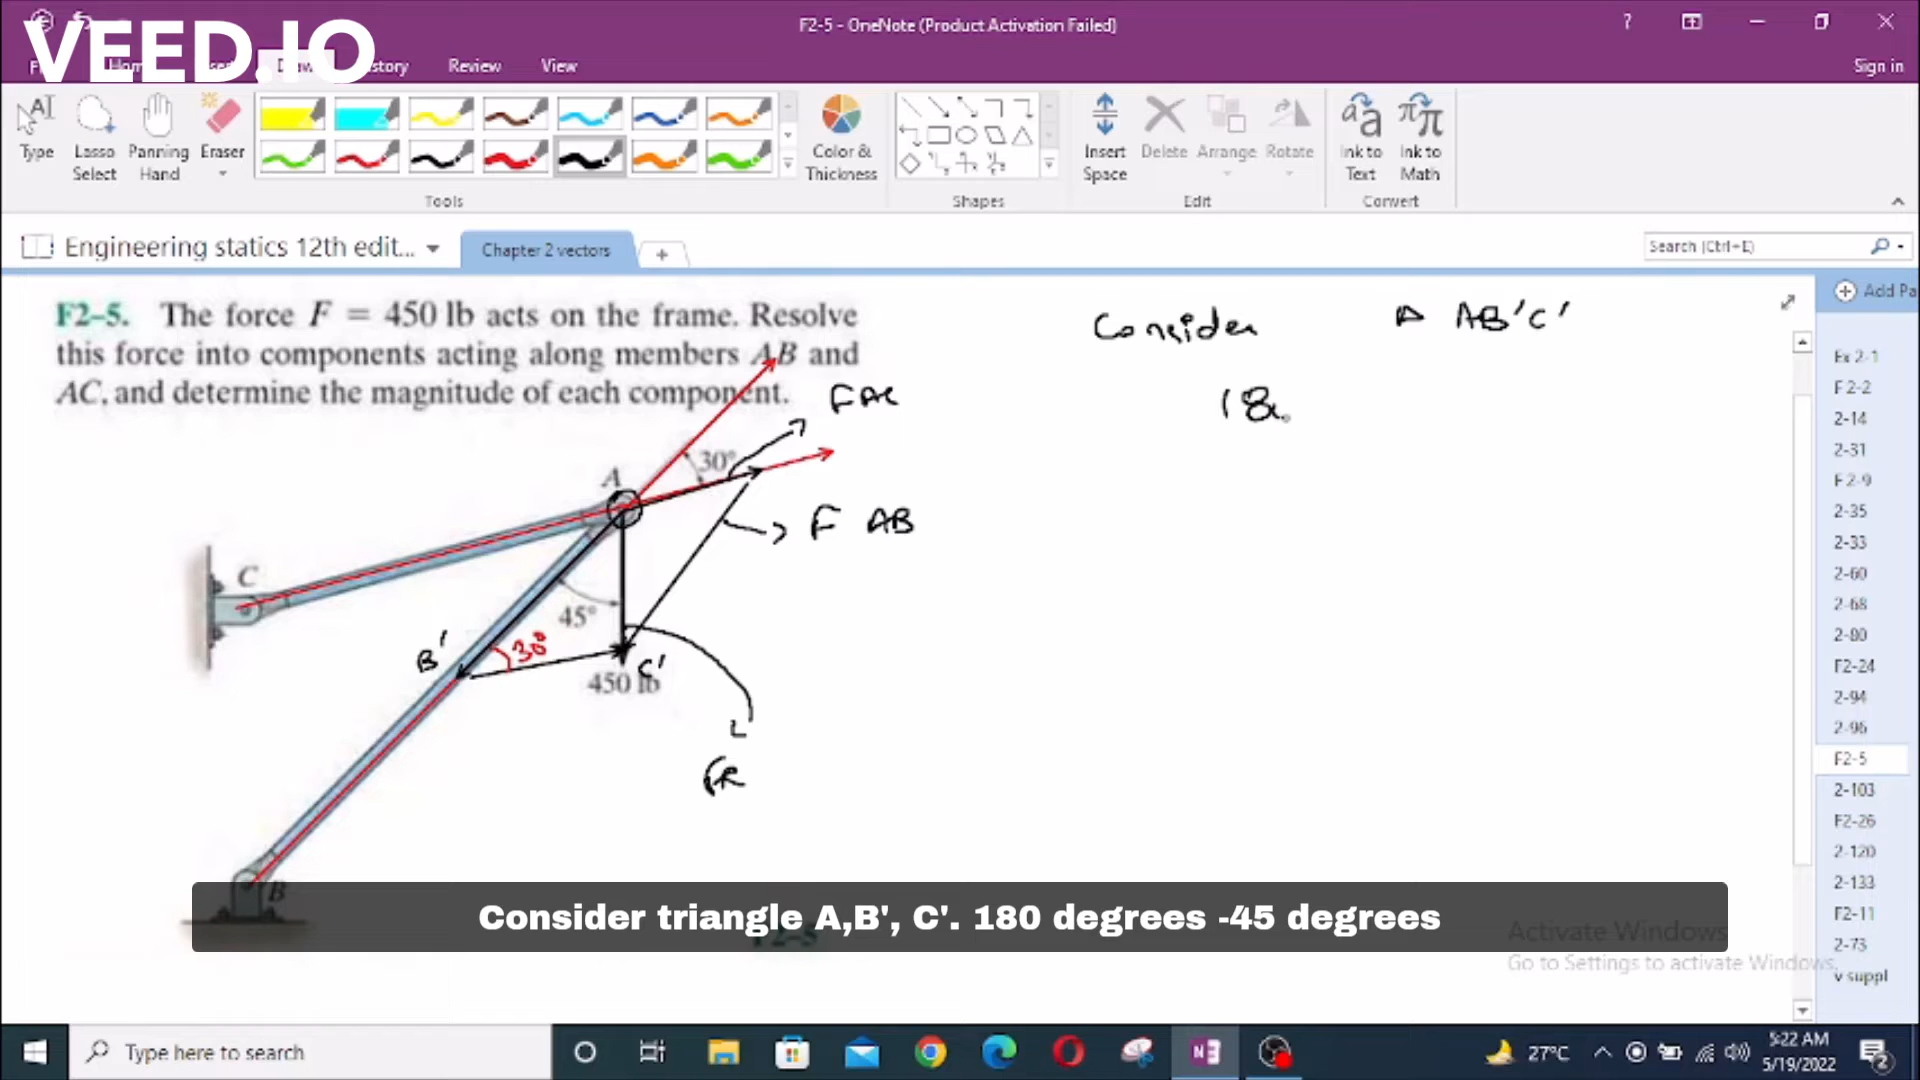 F2-5 - OneNote (Product Activation Failed)
?
VEED.IO
Review
View
Sign in
Type
Lasso
Select
Panning
Hand
Eraser
Color &
Thickness
Insert
Space
Delete
Arrange
Rotate
Ink to
Text
Ink to
Math
Tools
Shapes
Edit
Convert
Engineering statics 12th edit...
Chapter 2 vectors
+
Search (Ctrl+E)
Add Pa
F2–5. The force F = 450 lb acts on the frame. Resolve
this force into components acting along members AB and
AC, and determine the magnitude of each component.
Consider Δ AB'C'
18
FAC
30°
A
F AB
C
45°
B'
30°
C'
450 lb
FR
B
F2–5
Ex 2-1
F 2-2
2-14
2-31
F 2-9
2-35
2-33
2-60
2-68
2-80
F2-24
2-94
2-96
F2-5
2-103
F2-26
2-120
2-133
F2-11
2-73
v suppl
Consider triangle A,B', C'. 180 degrees -45 degrees
Activate Windows
Go to Settings to activate Windows.
Type here to search
27°C
5:22 AM
5/19/2022
2